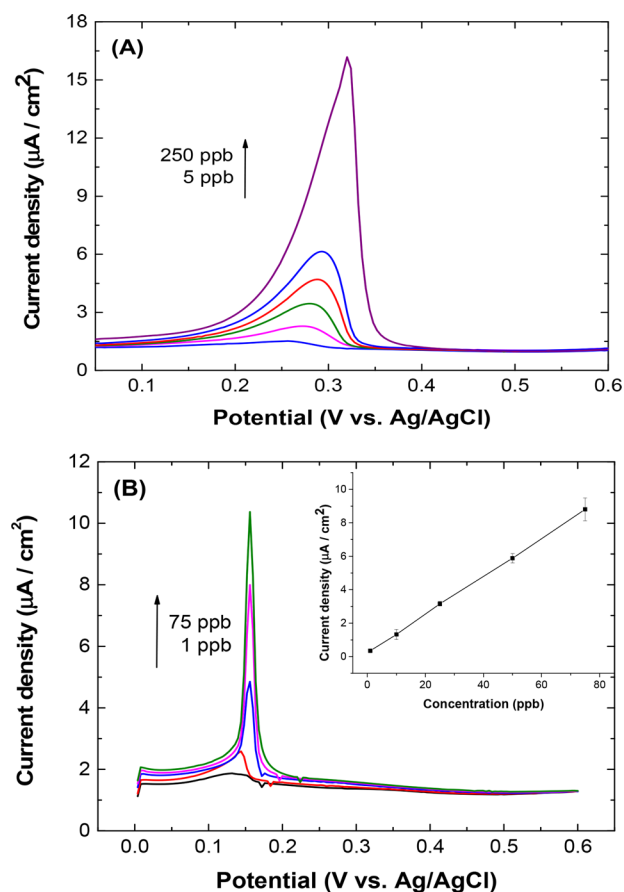 (A)
18
15
12
9
6
3
0
Current density (μA / cm²)
250 ppb
5 ppb
0.1 0.2 0.3 0.4 0.5 0.6
Potential (V vs. Ag/AgCl)
(B)
12
10
8
6
4
2
0
Current density (μA / cm²)
75 ppb
1 ppb
10
8
6
4
2
0
Current density (μA / cm²)
0 20 40 60 80
Concentration (ppb)
0.0 0.1 0.2 0.3 0.4 0.5 0.6
Potential (V vs. Ag/AgCl)